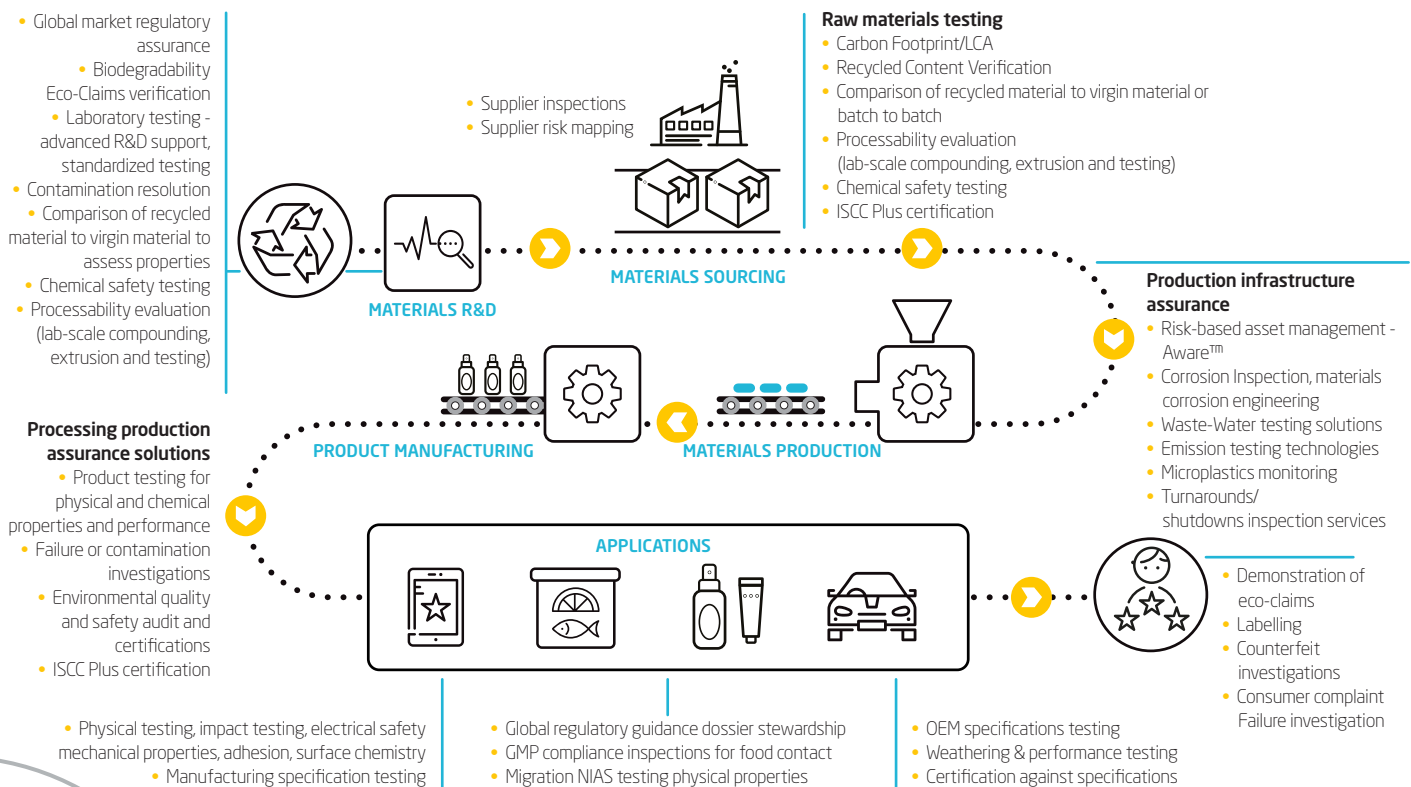 • Global market regulatory
assurance
• Biodegradability
Eco-Claims verification
• Laboratory testing -
advanced R&D support,
standardized testing
• Contamination resolution
• Comparison of recycled
material to virgin material to
assess properties
• Chemical safety testing
• Processability evaluation
(lab-scale compounding,
extrusion and testing)
MATERIALS R&D
• Supplier inspections
• Supplier risk mapping
MATERIALS SOURCING
Raw materials testing
• Carbon Footprint/LCA
• Recycled Content Verification
• Comparison of recycled material to virgin material or
batch to batch
• Processability evaluation
(lab-scale compounding, extrusion and testing)
• Chemical safety testing
• ISCC Plus certification
Production infrastructure
assurance
• Risk-based asset management -
Aware™
• Corrosion Inspection, materials
corrosion engineering
• Waste-Water testing solutions
• Emission testing technologies
• Microplastics monitoring
• Turnarounds/
shutdowns inspection services
MATERIALS PRODUCTION
PRODUCT MANUFACTURING
Processing production
assurance solutions
• Product testing for
physical and chemical
properties and performance
• Failure or contamination
investigations
• Environmental quality
and safety audit and
certifications
• ISCC Plus certification
APPLICATIONS
• Physical testing, impact testing, electrical safety
mechanical properties, adhesion, surface chemistry
• Manufacturing specification testing
• Global regulatory guidance dossier stewardship
• GMP compliance inspections for food contact
• Migration NIAS testing physical properties
• OEM specifications testing
• Weathering & performance testing
• Certification against specifications
• Demonstration of
eco-claims
• Labelling
• Counterfeit
investigations
• Consumer complaint
Failure investigation